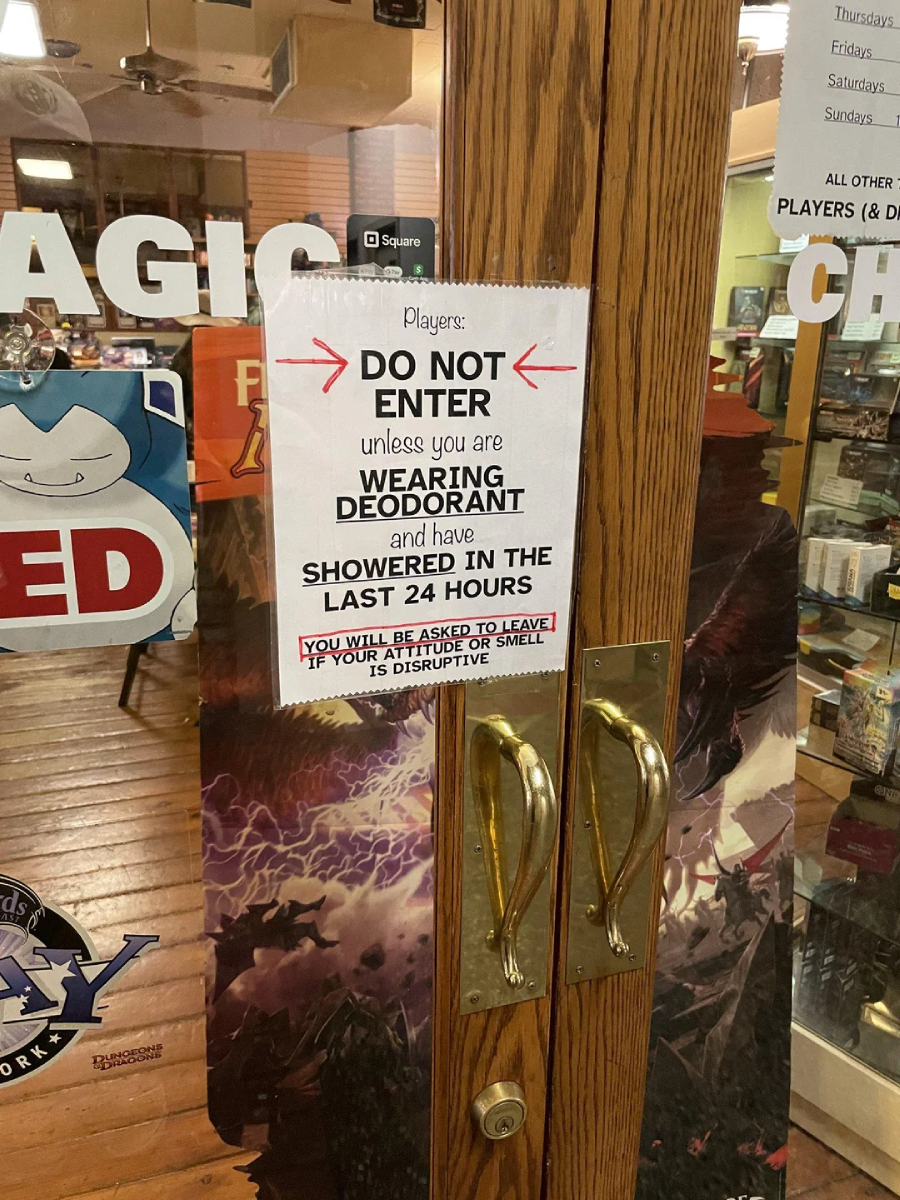 Thursdays
Fridays
Saturdays
Sundays
ALL OTHER
PLAYERS (&
AGIC
Square
CH
Players:
DO NOT
ENTER
unless you are
WEARING
DEODORANT
and have
SHOWERED IN THE
LAST 24 HOURS
YOU WILL BE ASKED TO LEAVE
IF YOUR ATTITUDE OR SMELL
IS DISRUPTIVE
ED
AY
ORK
DUNGEONS
& DRAGONS